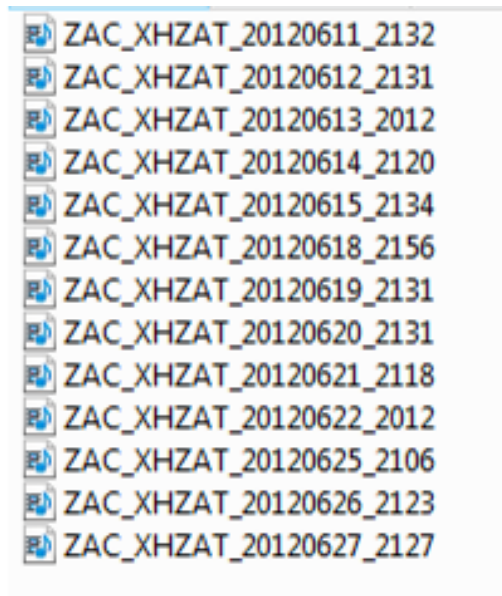 ZAC_XHZAT_20120611_2132
ZAC_XHZAT_20120612_2131
ZAC_XHZAT_20120613_2012
ZAC_XHZAT_20120614_2120
ZAC_XHZAT_20120615_2134
ZAC_XHZAT_20120618_2156
ZAC_XHZAT_20120619_2131
ZAC_XHZAT_20120620_2131
ZAC_XHZAT_20120621_2118
ZAC_XHZAT_20120622_2012
ZAC_XHZAT_20120625_2106
ZAC_XHZAT_20120626_2123
ZAC_XHZAT_20120627_2127